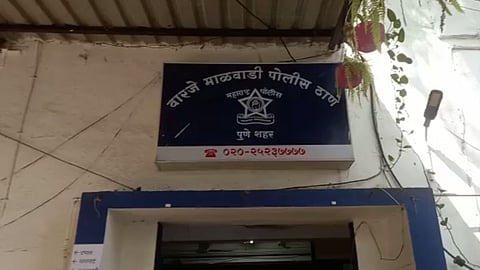 वारजे माळवाडी पोलीस ठाणे
महाराष्ट्र पोलीस
पुणे शहर
☎ ०२०-२५२३७७७७